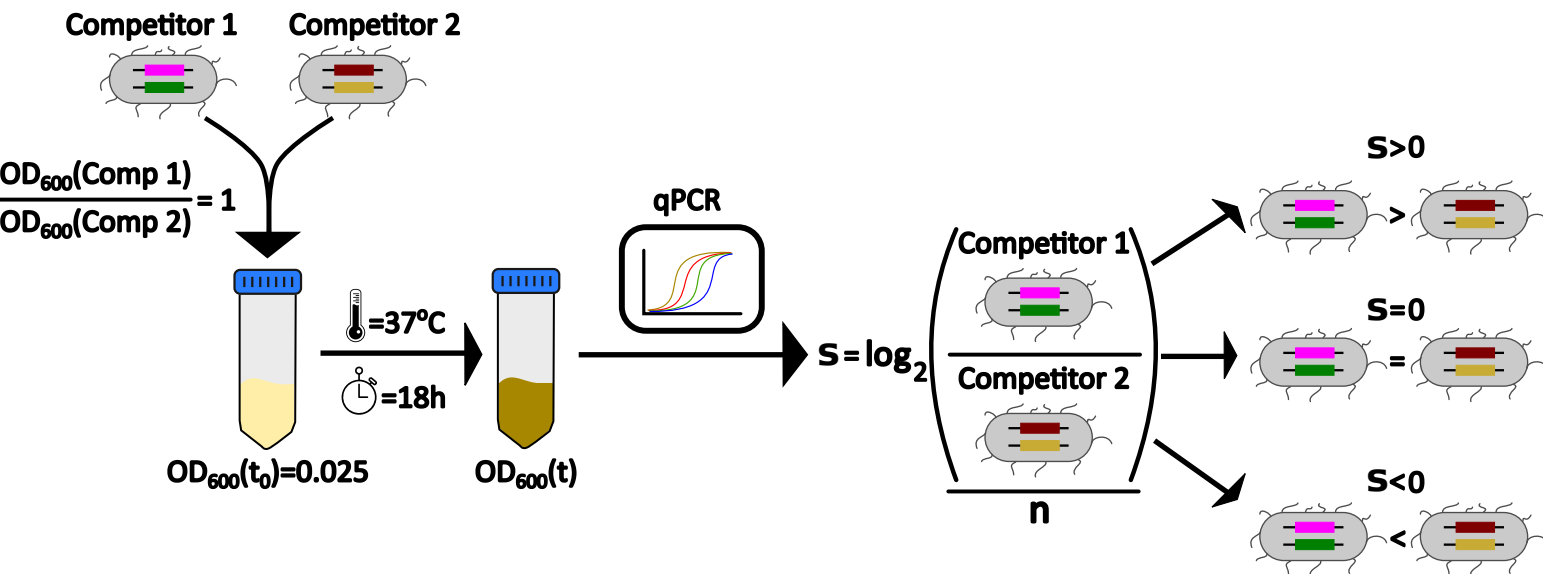 Competitor 1
Competitor 2
OD₆₀₀(Comp 1)
OD₆₀₀(Comp 2)
= 1
=37°C
=18h
OD₆₀₀(t₀)=0.025
OD₆₀₀(t)
qPCR
S = log₂
Competitor 1
Competitor 2
n
S>0
>
S=0
=
S<0
<